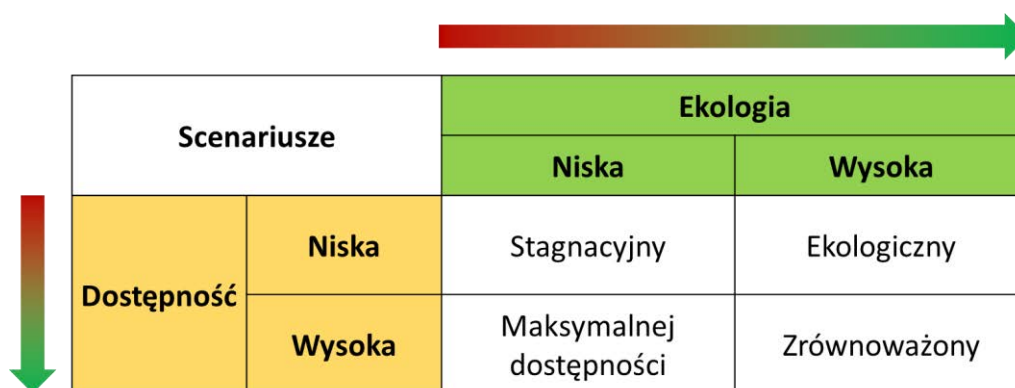 Scenariusze
Ekologia
Niska
Wysoka
Dostępność
Niska
Stagnacyjny
Ekologiczny
Wysoka
Maksymalnej
dostępności
Zrównoważony